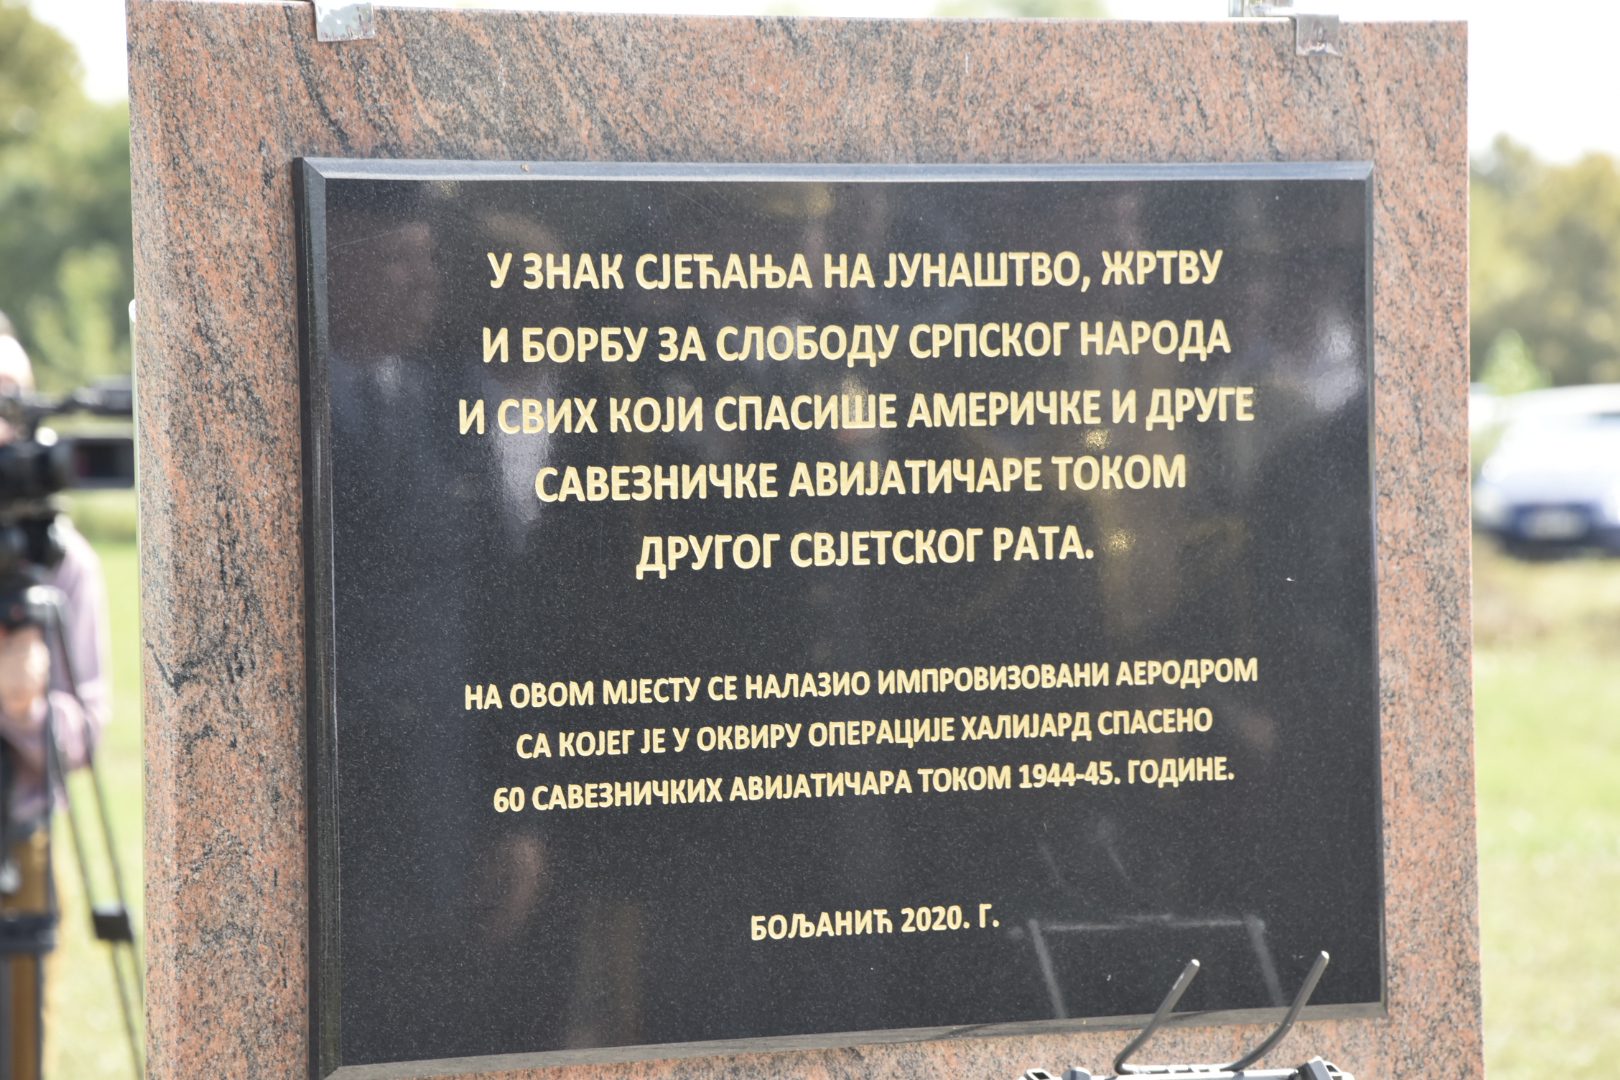 У ЗНАК СЈЕЋАЊА НА ЈУНАШТВО, ЖРТВУ
И БОРБУ ЗА СЛОБОДУ СРПСКОГ НАРОДА
И СВИХ КОЈИ СПАСИШЕ АМЕРИЧКЕ И ДРУГЕ
САВЕЗНИЧКЕ АВИЈАТИЧАРЕ ТОКОМ
ДРУГОГ СВЈЕТСКОГ РАТА.
НА ОВОМ МЈЕСТУ СЕ НАЛАЗИО ИМПРОВИЗОВАНИ АЕРОДРОМ
СА КОЈЕГ ЈЕ У ОКВИРУ ОПЕРАЦИЈЕ ХАЛИЈАРД СПАСЕНО
60 САВЕЗНИЧКИХ АВИЈАТИЧАРА ТОКОМ 1944-45. ГОДИНЕ.
БОЉАНИЋ 2020. Г.